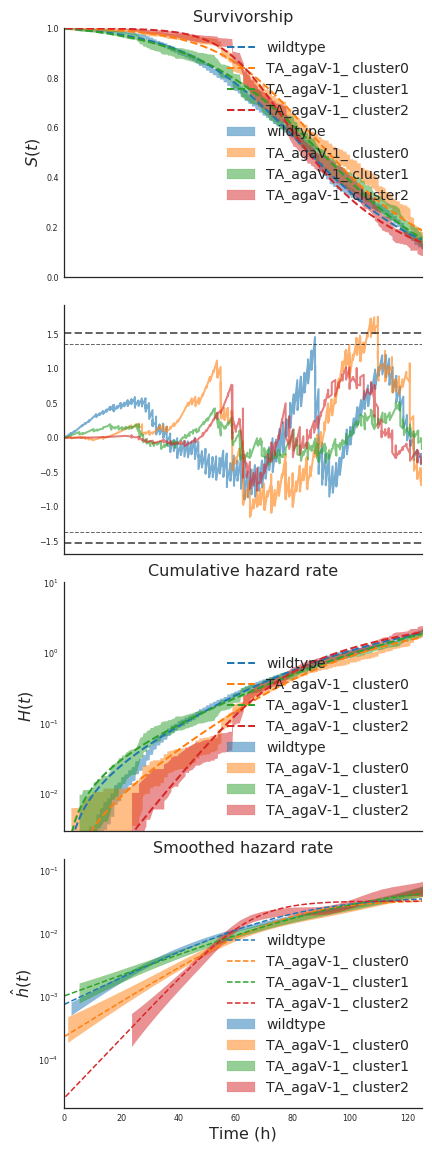 Survivorship
1.0
0.8
0.6
0.4
0.2
0.0
S(t)
wildtype
TA_agaV-1_ cluster0
TA_agaV-1_ cluster1
TA_agaV-1_ cluster2
wildtype
TA_agaV-1_ cluster0
TA_agaV-1_ cluster1
TA_agaV-1_ cluster2
1.5
1.0
0.5
0.0
−0.5
−1.0
−1.5
Cumulative hazard rate
10¹
10⁰
10⁻¹
10⁻²
H(t)
wildtype
TA_agaV-1_ cluster0
TA_agaV-1_ cluster1
TA_agaV-1_ cluster2
wildtype
TA_agaV-1_ cluster0
TA_agaV-1_ cluster1
TA_agaV-1_ cluster2
Smoothed hazard rate
10⁻¹
10⁻²
10⁻³
10⁻⁴
ĥ(t)
wildtype
TA_agaV-1_ cluster0
TA_agaV-1_ cluster1
TA_agaV-1_ cluster2
wildtype
TA_agaV-1_ cluster0
TA_agaV-1_ cluster1
TA_agaV-1_ cluster2
0 20 40 60 80 100 120
Time (h)